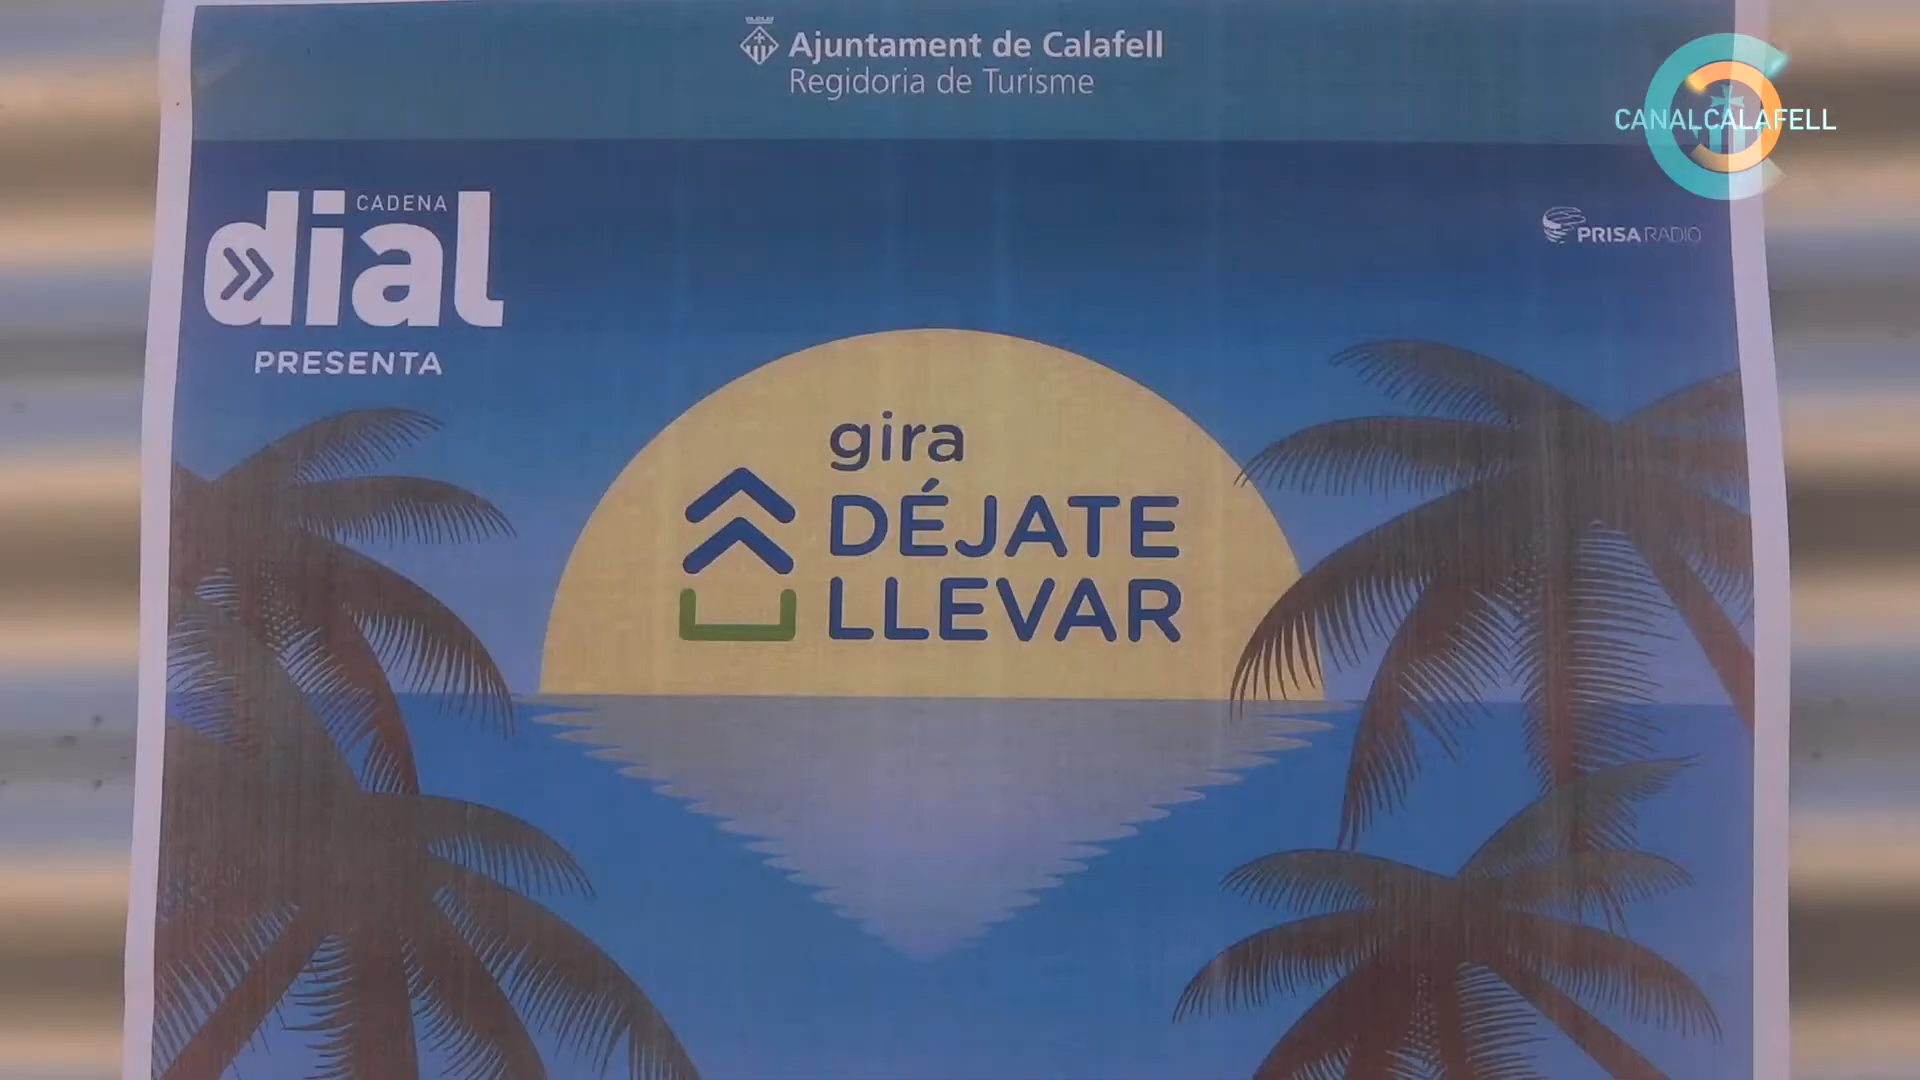 Ajuntament de Calafell
Regidoria de Turisme
CANALCALAFELL
CADENA
dial
PRESENTA
PRISA RADIO
gira
DÉJATE
LLEVAR